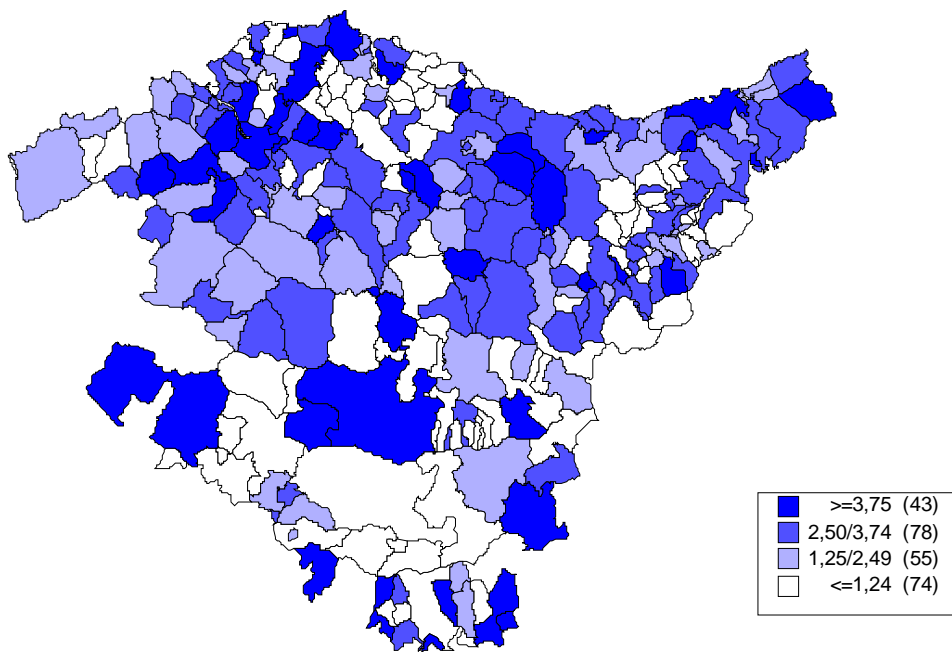 >=3,75 (43)
2,50/3,74 (78)
1,25/2,49 (55)
<=1,24 (74)